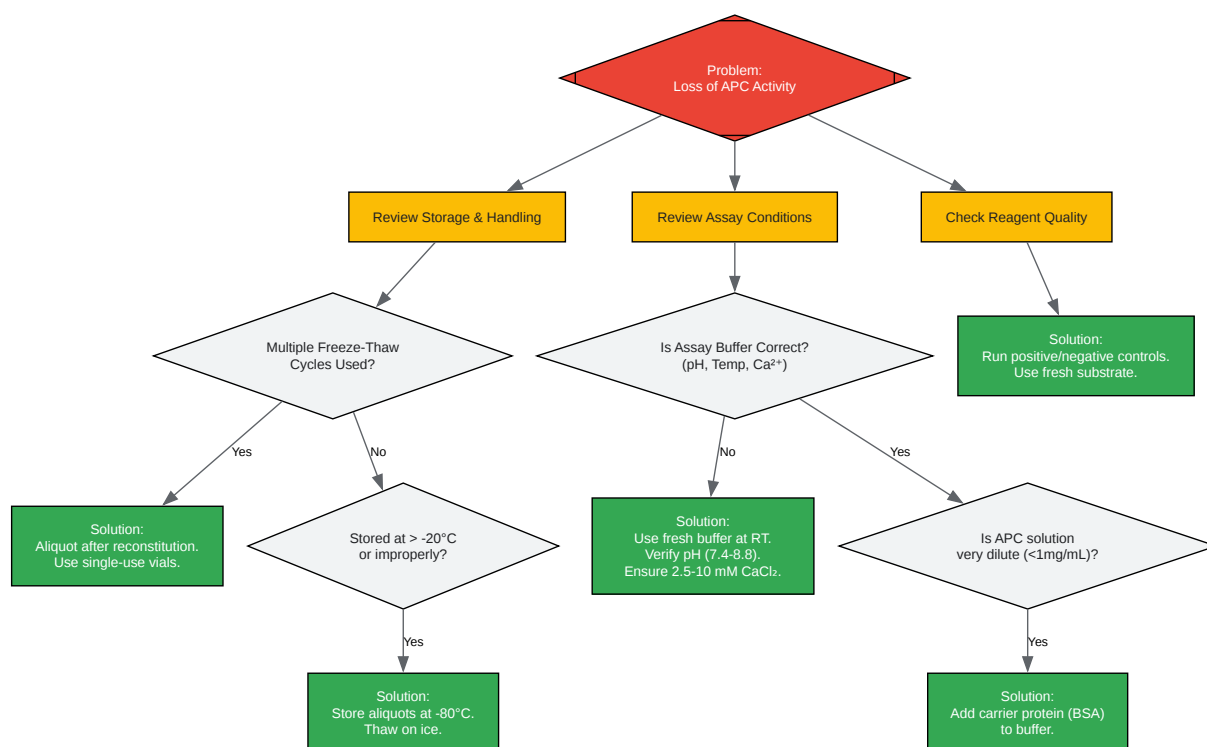 Problem:
Loss of APC Activity
Review Storage & Handling
Review Assay Conditions
Check Reagent Quality
Multiple Freeze-Thaw
Cycles Used?
Is Assay Buffer Correct?
(pH, Temp, Ca²⁺)
Solution:
Run positive/negative controls.
Use fresh substrate.
Yes
No
No
Yes
Solution:
Aliquot after reconstitution.
Use single-use vials.
Stored at > -20°C
or improperly?
Solution:
Use fresh buffer at RT.
Verify pH (7.4-8.8).
Ensure 2.5-10 mM CaCl₂.
Is APC solution
very dilute (<1mg/mL)?
Yes
Yes
Solution:
Store aliquots at -80°C.
Thaw on ice.
Solution:
Add carrier protein (BSA)
to buffer.